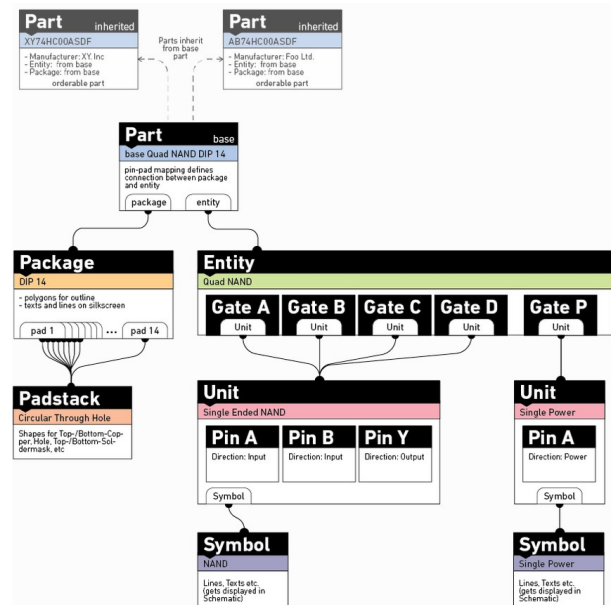 Part inherited
XY74HC00ASDF
- Manufacturer: XY. Inc
- Entity: from base
- Package: from base
orderable part
Parts inherit
from base
part
Part inherited
AB74HC00ASDF
- Manufacturer: Foo Ltd.
- Entity: from base
- Package: from base
orderable part
Part base
base Quad NAND DIP 14
pin-pad mapping defines
connection between package
and entity
package entity
Package
DIP 14
- polygons for outline
- texts and lines on silkscreen
pad 1 ... pad 14
Padstack
Circular Through Hole
Shapes for Top-/Bottom-Cop-
per, Hole, Top-/Bottom-Sol-
dermask, etc
Entity
Quad NAND
Gate A Gate B Gate C Gate D Gate P
Unit Unit Unit Unit Unit
Unit
Single Ended NAND
Pin A Pin B Pin Y
Direction: Input Direction: Input Direction: Output
Symbol
Unit
Single Power
Pin A
Direction: Power
Symbol
Symbol
NAND
Lines, Texts etc.
(gets displayed in
Schematic)
Symbol
Single Power
Lines, Texts etc.
(gets displayed in
Schematic)